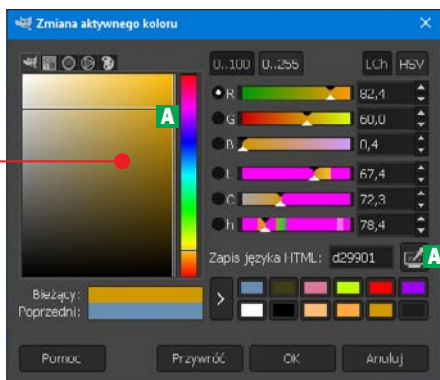 Zmiana aktywnego koloru
0..100 0..255 LCh HSV
R 82,4
A
G 60,0
B 0,4
L 67,4
C 72,3
h 78,4
Zapis języka HTML: d29901
A
Bieżący:
Poprzedni:
Pomoc Przywróć OK Anuluj